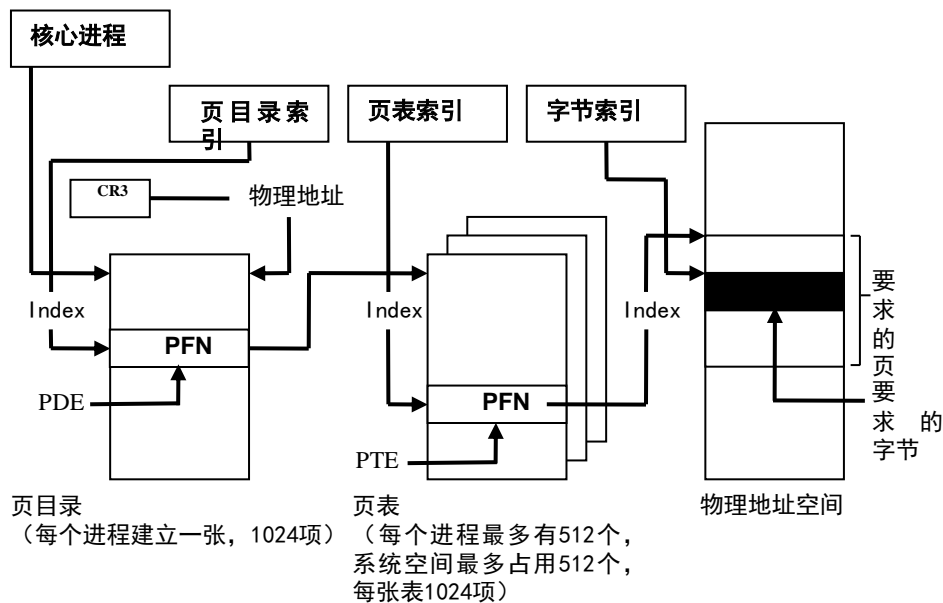 核心进程
页目录索
引
页表索引
字节索引
CR3
物理地址
Index
Index
Index
PFN
PFN
PDE
PTE
要
求
的
页
要
求 的
字节
页目录
（每个进程建立一张，1024项）
页表
（每个进程最多有512个，
系统空间最多占用512个，
每张表1024项）
物理地址空间